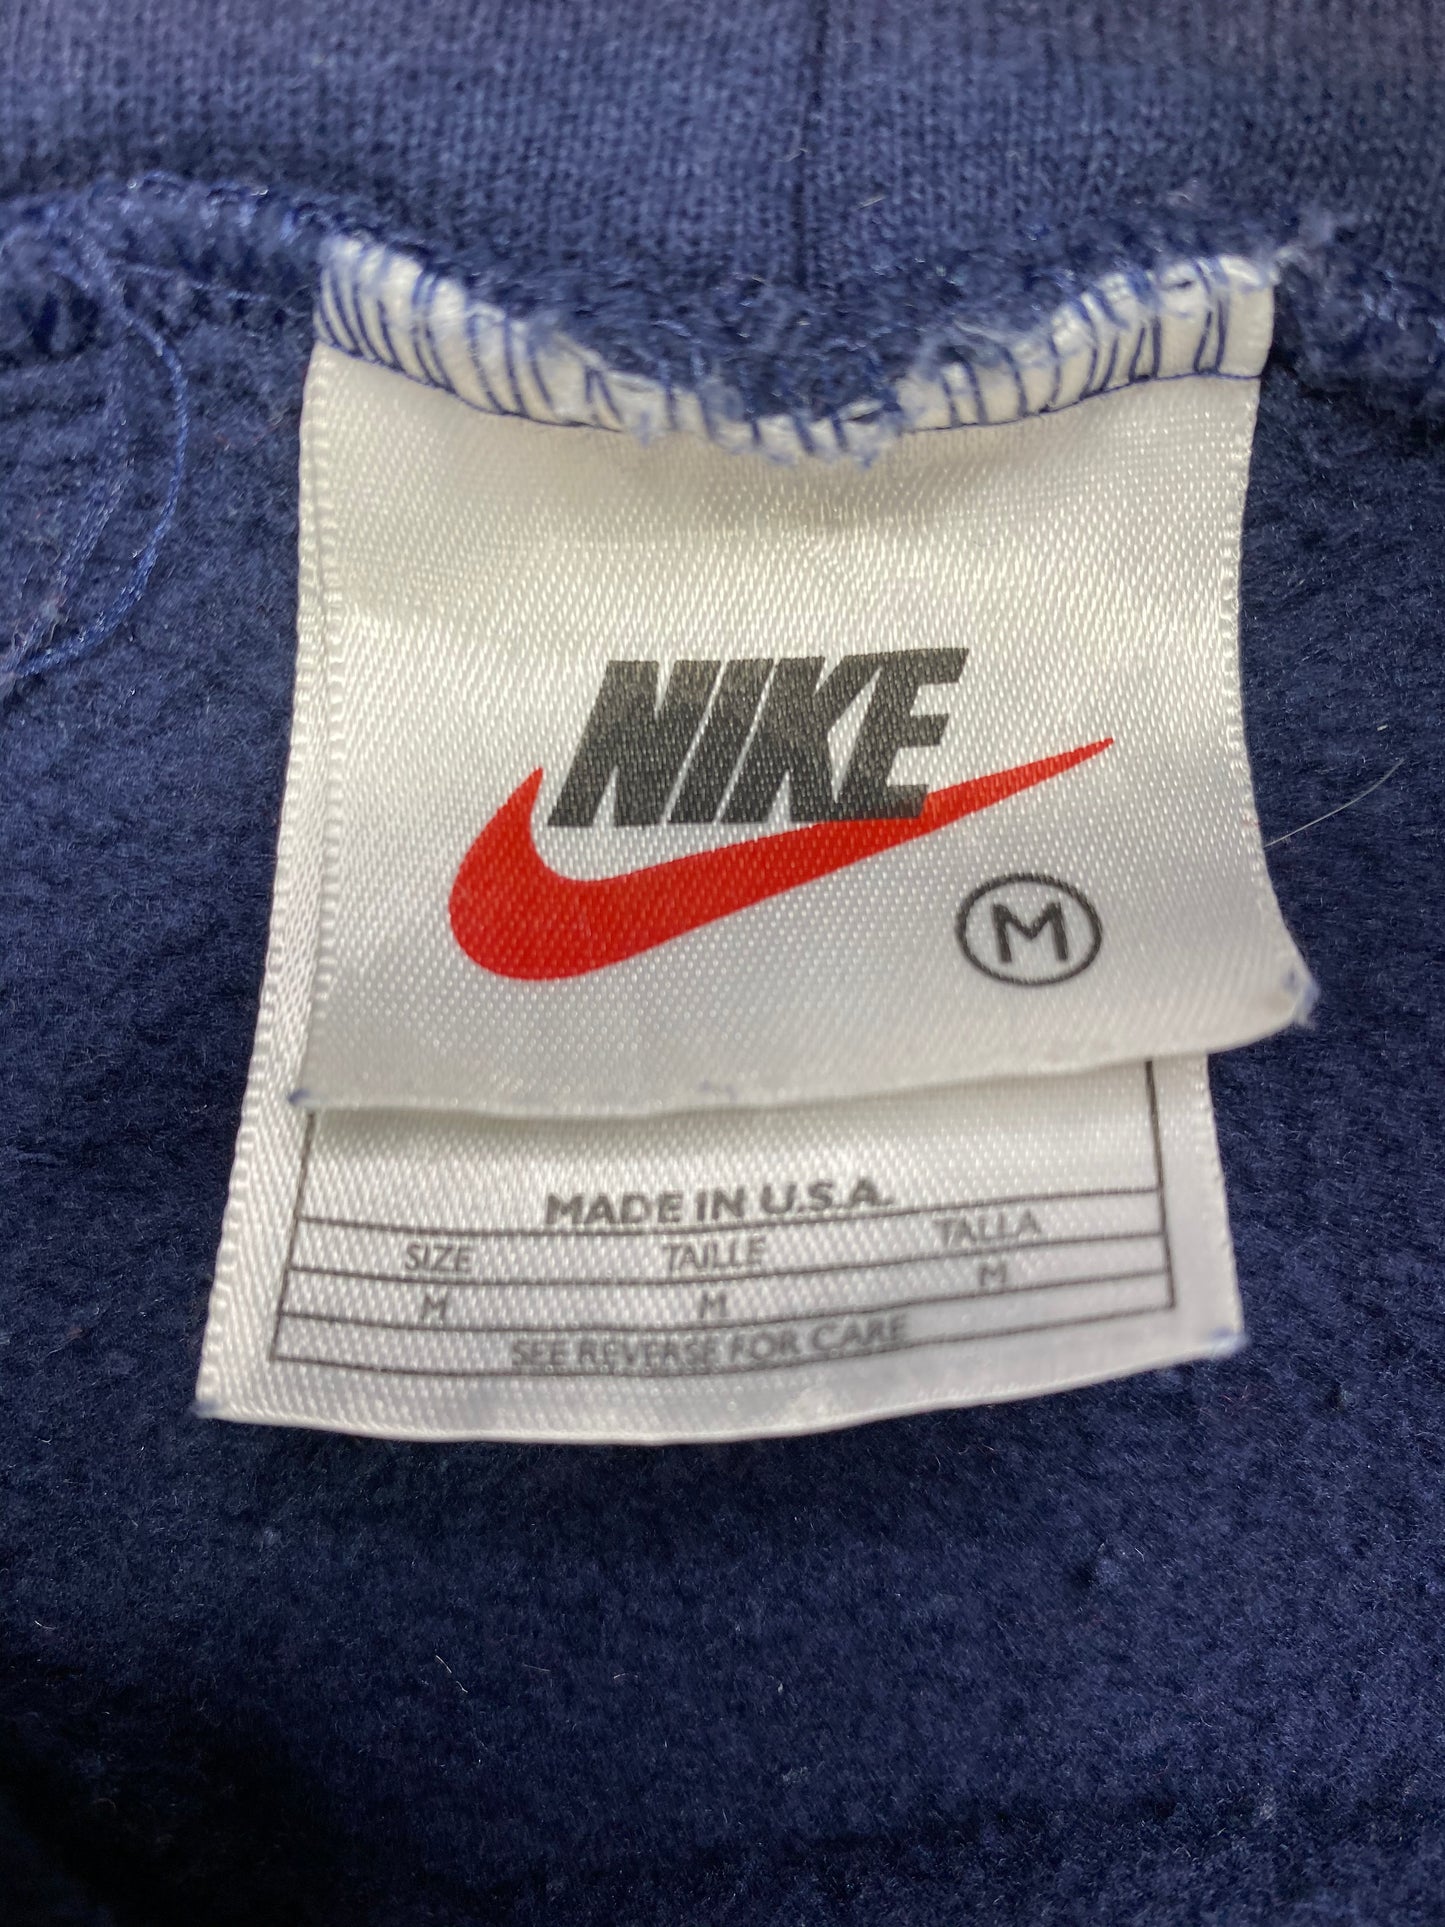 NIKE
M
MADE IN U.S.A.
SIZE TAILLE TALLA
M M M
SEE REVERSE FOR CARE